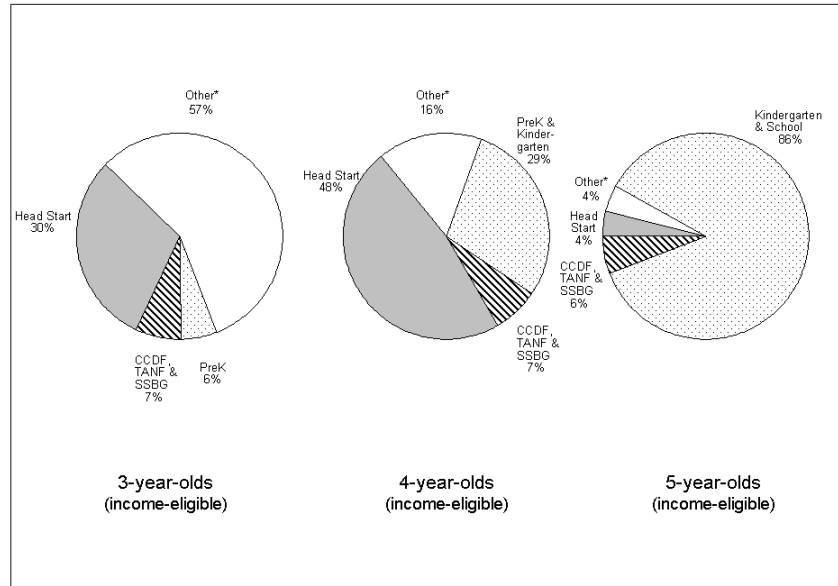 Other*
57%
Head Start
30%
CCDF,
TANF &
SSBG
7%
PreK
6%
3-year-olds
(income-eligible)
Other*
16%
PreK &
Kinder-
garten
29%
Head Start
48%
CCDF,
TANF &
SSBG
7%
4-year-olds
(income-eligible)
Kindergarten
& School
86%
Other*
4%
Head
Start
4%
CCDF,
TANF &
SSBG
6%
5-year-olds
(income-eligible)